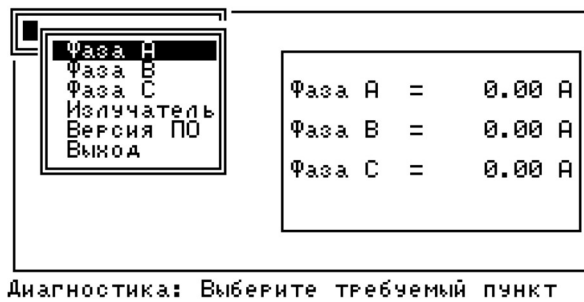 Фаза A
Фаза B
Фаза C
Излучатель
Версия ПО
Выход
Фаза A = 0.00 A
Фаза B = 0.00 A
Фаза C = 0.00 A
Диагностика: Выберите требуемый пункт